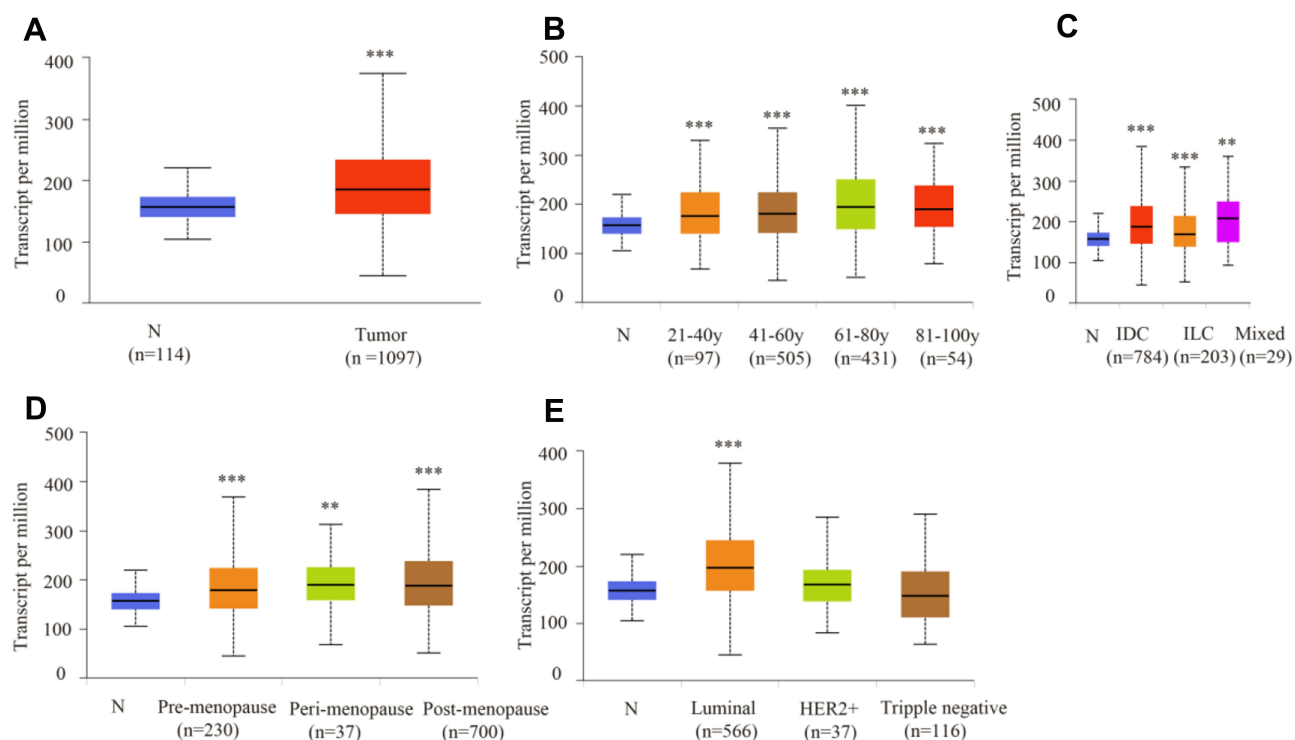 A
Transcript per million
400
300
200
100
0
***
N
(n=114)
Tumor
(n =1097)
B
Transcript per million
500
400
300
200
100
0
***
***
***
***
N
21-40y
(n=97)
41-60y
(n=505)
61-80y
(n=431)
81-100y
(n=54)
C
Transcript per million
500
400
300
200
100
0
***
***
**
N
IDC
(n=784)
ILC
(n=203)
Mixed
(n=29)
D
Transcript per million
500
400
300
200
100
0
***
**
***
N
Pre-menopause
(n=230)
Peri-menopause
(n=37)
Post-menopause
(n=700)
E
Transcript per million
400
300
200
100
0
***
N
Luminal
(n=566)
HER2+
(n=37)
Tripple negative
(n=116)